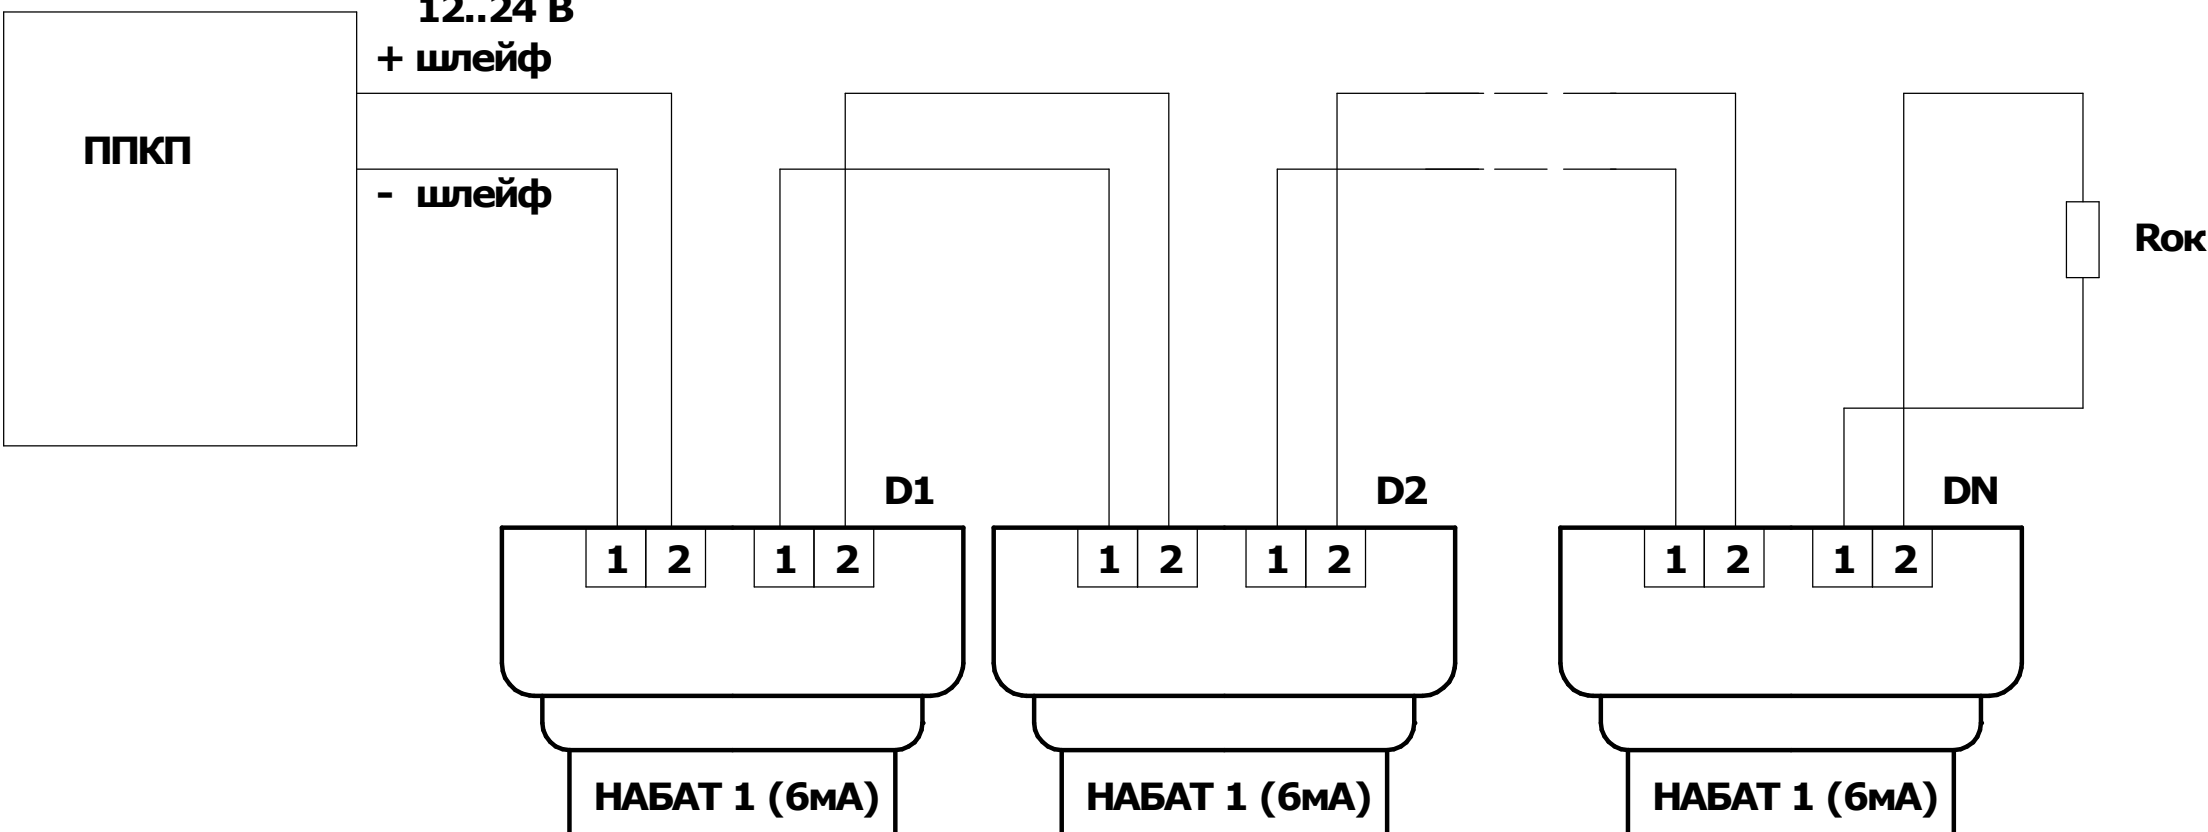 12..24 В
+ шлейф
ППКП
- шлейф
Rок
D1
D2
DN
1 2 1 2
1 2 1 2
1 2 1 2
НАБАТ 1 (6мА)
НАБАТ 1 (6мА)
НАБАТ 1 (6мА)